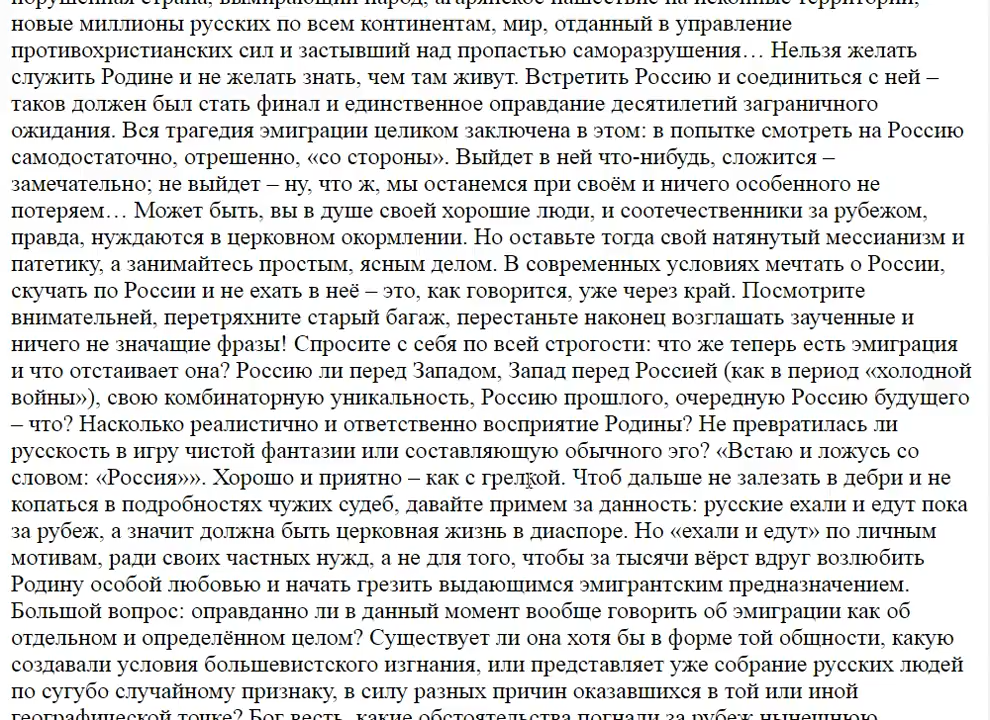 порушенная страна, вымирающий народ, агарянское нашествие на исконные территории,
новые миллионы русских по всем континентам, мир, отданный в управление
противохристианских сил и застывший над пропастью саморазрушения… Нельзя желать
служить Родине и не желать знать, чем там живут. Встретить Россию и соединиться с ней –
таков должен был стать финал и единственное оправдание десятилетий заграничного
ожидания. Вся трагедия эмиграции целиком заключена в этом: в попытке смотреть на Россию
самодостаточно, отрешенно, «со стороны». Выйдет в ней что-нибудь, сложится –
замечательно; не выйдет – ну, что ж, мы останемся при своём и ничего особенного не
потеряем… Может быть, вы в душе своей хорошие люди, и соотечественники за рубежом,
правда, нуждаются в церковном окормлении. Но оставьте тогда свой натянутый мессианизм и
патетику, а занимайтесь простым, ясным делом. В современных условиях мечтать о России,
скучать по России и не ехать в неё – это, как говорится, уже через край. Посмотрите
внимательней, перетряхните старый багаж, перестаньте наконец возглашать заученные и
ничего не значащие фразы! Спросите с себя по всей строгости: что же теперь есть эмиграция
и что отстаивает она? Россию ли перед Западом, Запад перед Россией (как в период «холодной
войны»), свою комбинаторную уникальность, Россию прошлого, очередную Россию будущего
– что? Насколько реалистично и ответственно восприятие Родины? Не превратилась ли
русскость в игру чистой фантазии или составляющую обычного эго? «Встаю и ложусь со
словом: «Россия»». Хорошо и приятно – как с грелкой. Чтоб дальше не залезать в дебри и не
копаться в подробностях чужих судеб, давайте примем за данность: русские ехали и едут пока
за рубеж, а значит должна быть церковная жизнь в диаспоре. Но «ехали и едут» по личным
мотивам, ради своих частных нужд, а не для того, чтобы за тысячи вёрст вдруг возлюбить
Родину особой любовью и начать грезить выдающимся эмигрантским предназначением.
Большой вопрос: оправданно ли в данный момент вообще говорить об эмиграции как об
отдельном и определённом целом? Существует ли она хотя бы в форме той общности, какую
создавали условия большевистского изгнания, или представляет уже собрание русских людей
по сугубо случайному признаку, в силу разных причин оказавшихся в той или иной
географической точке? Бог весть, какие обстоятельства погнали за рубеж нынешнюю